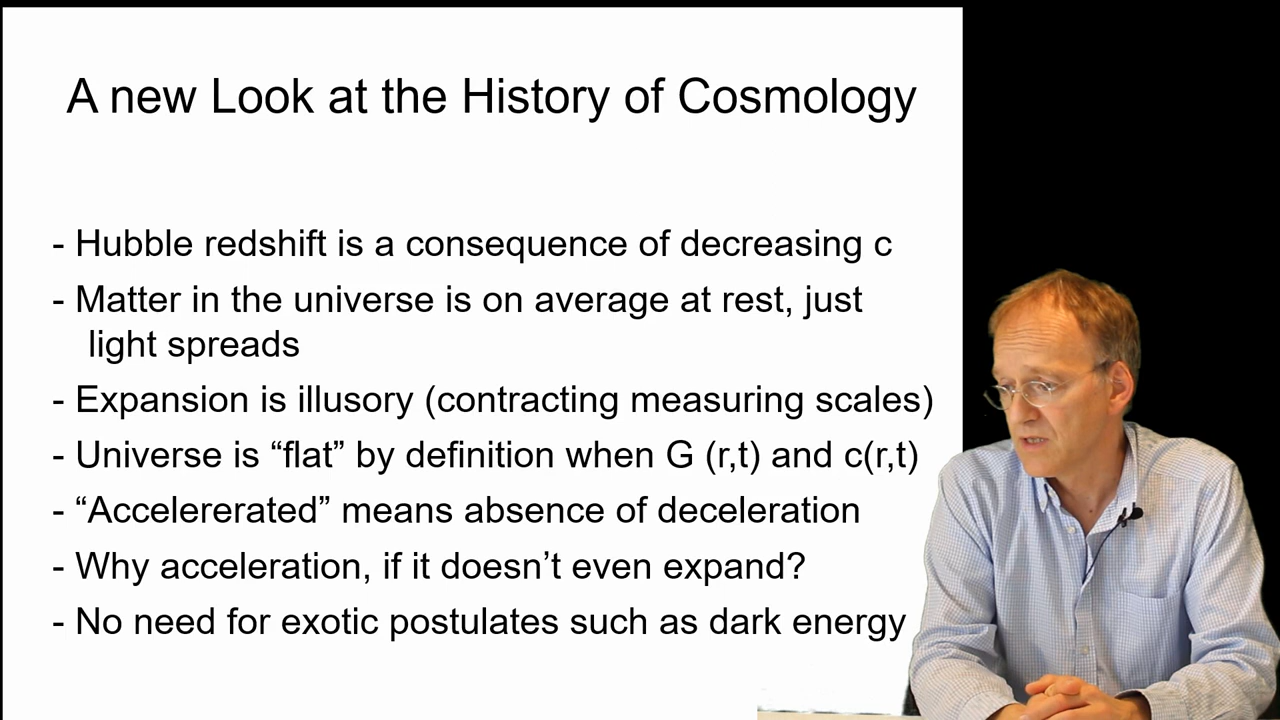 A new Look at the History of Cosmology
- Hubble redshift is a consequence of decreasing c
- Matter in the universe is on average at rest, just
light spreads
- Expansion is illusory (contracting measuring scales)
- Universe is “flat” by definition when G (r,t) and c(r,t)
- “Accelererated” means absence of deceleration
- Why acceleration, if it doesn’t even expand?
- No need for exotic postulates such as dark energy